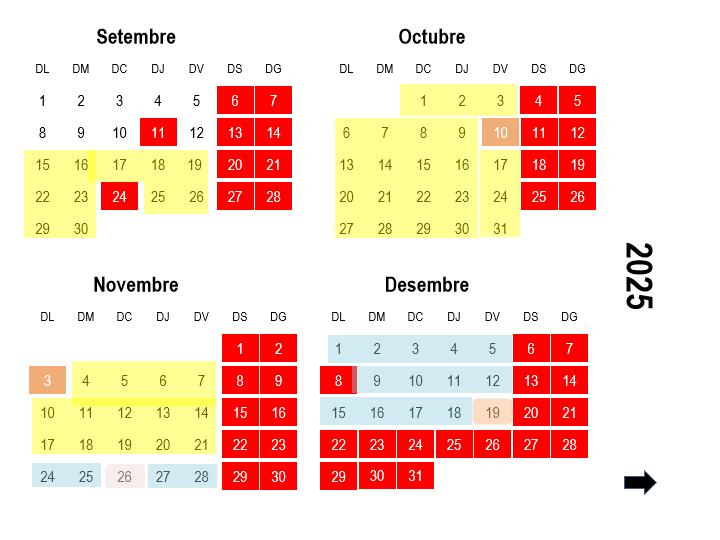 Setembre
DL DM DC DJ DV DS DG
1 2 3 4 5 6 7
8 9 10 11 12 13 14
15 16 17 18 19 20 21
22 23 24 25 26 27 28
29 30
Octubre
DL DM DC DJ DV DS DG
1 2 3 4 5
6 7 8 9 10 11 12
13 14 15 16 17 18 19
20 21 22 23 24 25 26
27 28 29 30 31
2025
Novembre
DL DM DC DJ DV DS DG
1 2
3 4 5 6 7 8 9
10 11 12 13 14 15 16
17 18 19 20 21 22 23
24 25 26 27 28 29 30
Desembre
DL DM DC DJ DV DS DG
1 2 3 4 5 6 7
8 9 10 11 12 13 14
15 16 17 18 19 20 21
22 23 24 25 26 27 28
29 30 31